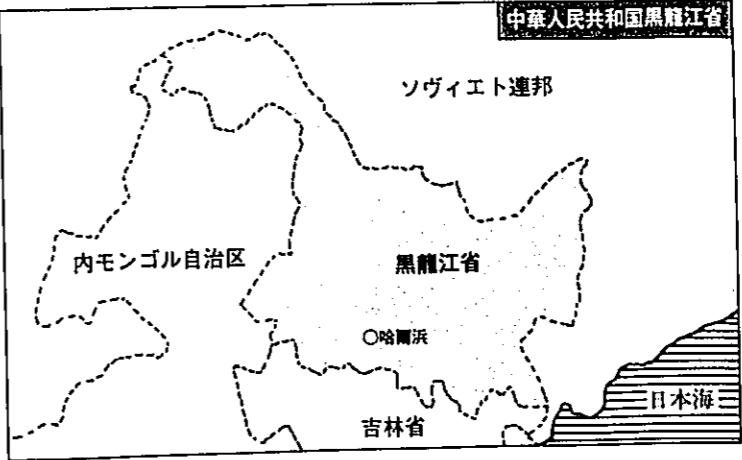 中華人民共和国黒龍江省
ソヴィエト連邦
内モンゴル自治区
黒龍江省
哈爾浜
日本海
吉林省